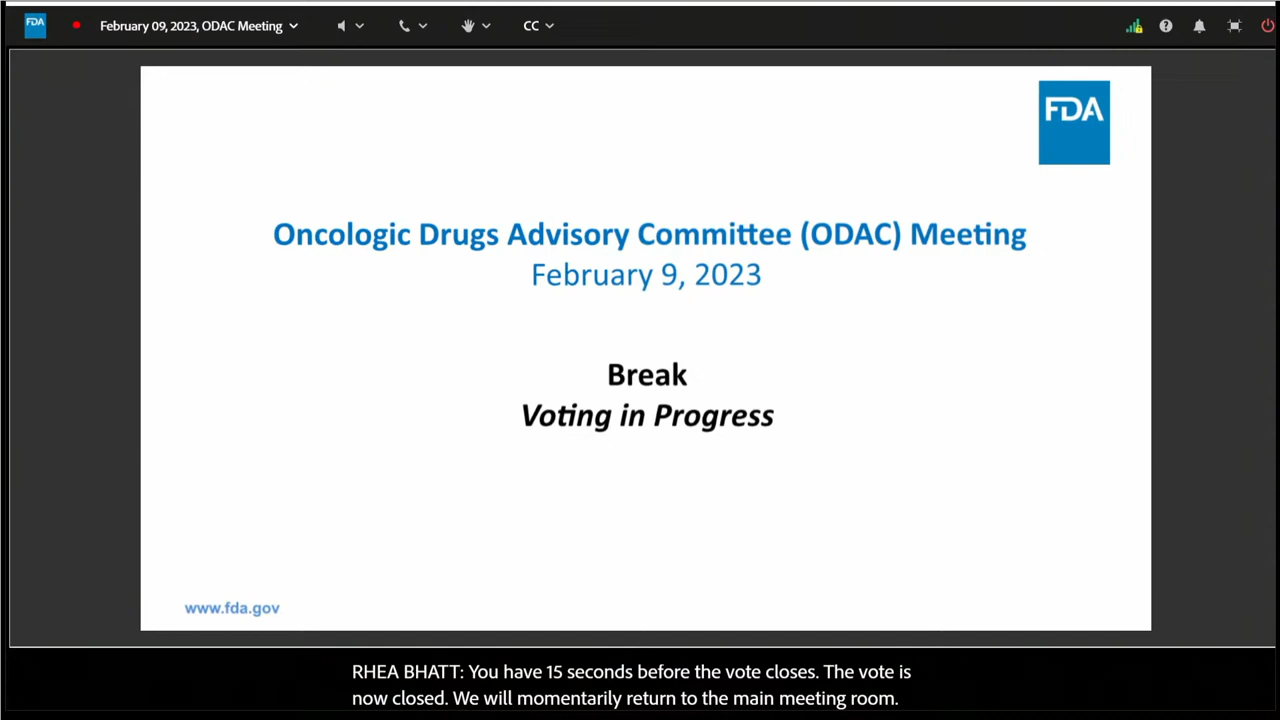 FDA
February 09, 2023, ODAC Meeting
CC
FDA
Oncologic Drugs Advisory Committee (ODAC) Meeting
February 9, 2023
Break
Voting in Progress
www.fda.gov
RHEA BHATT: You have 15 seconds before the vote closes. The vote is
now closed. We will momentarily return to the main meeting room.